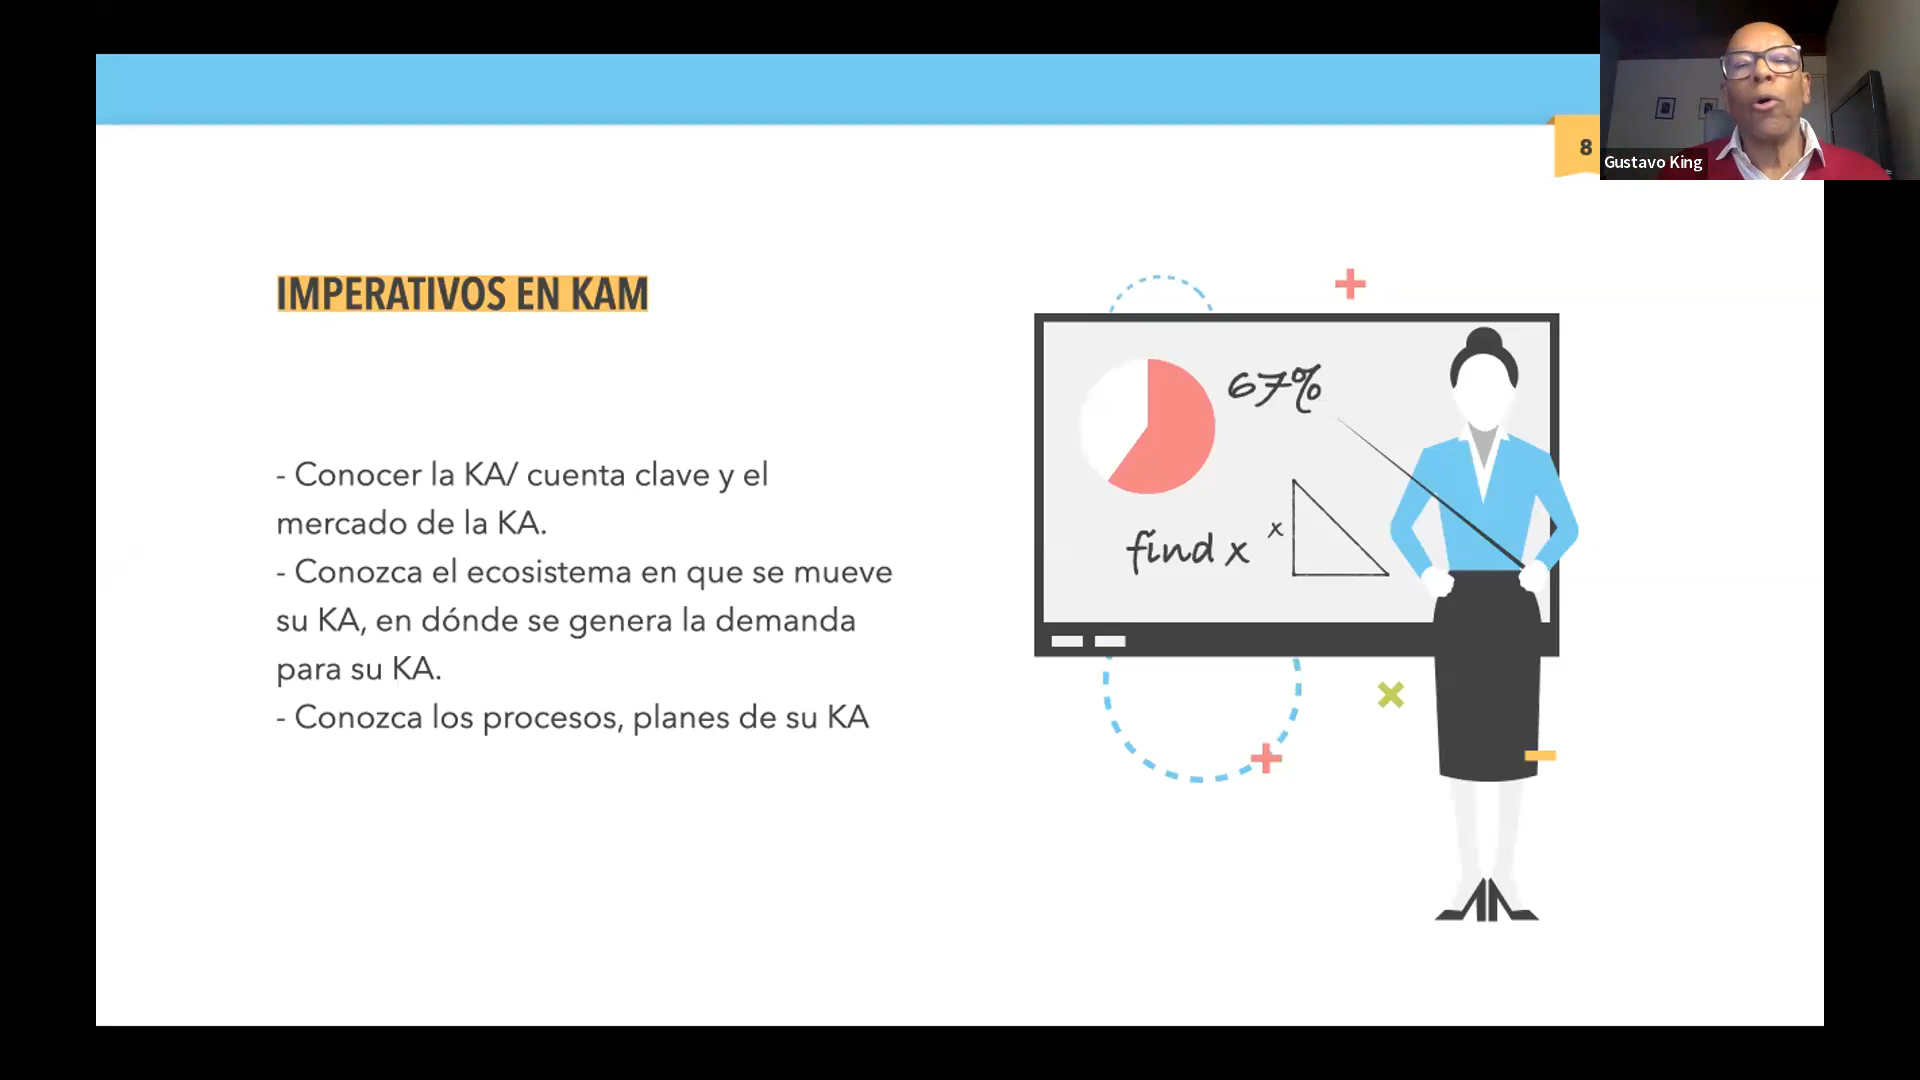 8
Gustavo King
IMPERATIVOS EN KAM
- Conocer la KA/ cuenta clave y el
mercado de la KA.
- Conozca el ecosistema en que se mueve
su KA, en dónde se genera la demanda
para su KA.
- Conozca los procesos, planes de su KA
67%
find x
x